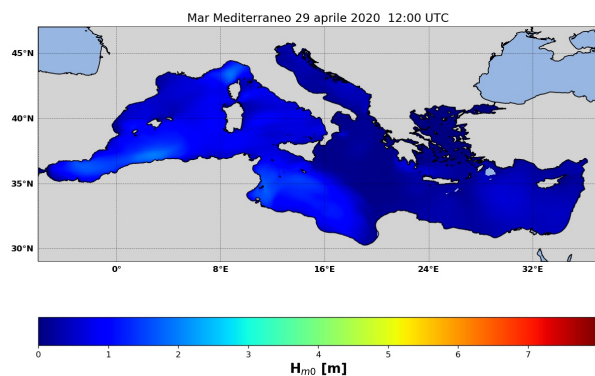 Mar Mediterraneo 29 aprile 2020  12:00 UTC
45°N
40°N
35°N
30°N
0° 8°E 16°E 24°E 32°E
0 1 2 3 4 5 6 7
Hm0 [m]